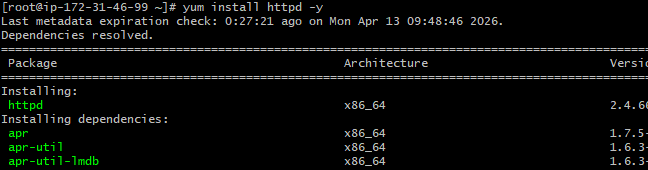 [root@ip-172-31-46-99 ~]# yum install httpd -y
Last metadata expiration check: 0:27:21 ago on Mon Apr 13 09:48:46 2026.
Dependencies resolved.
================================================================================
Package Architecture Versio
================================================================================
Installing:
httpd x86_64 2.4.66
Installing dependencies:
apr x86_64 1.7.5-
apr-util x86_64 1.6.3-
apr-util-lmdb x86_64 1.6.3-